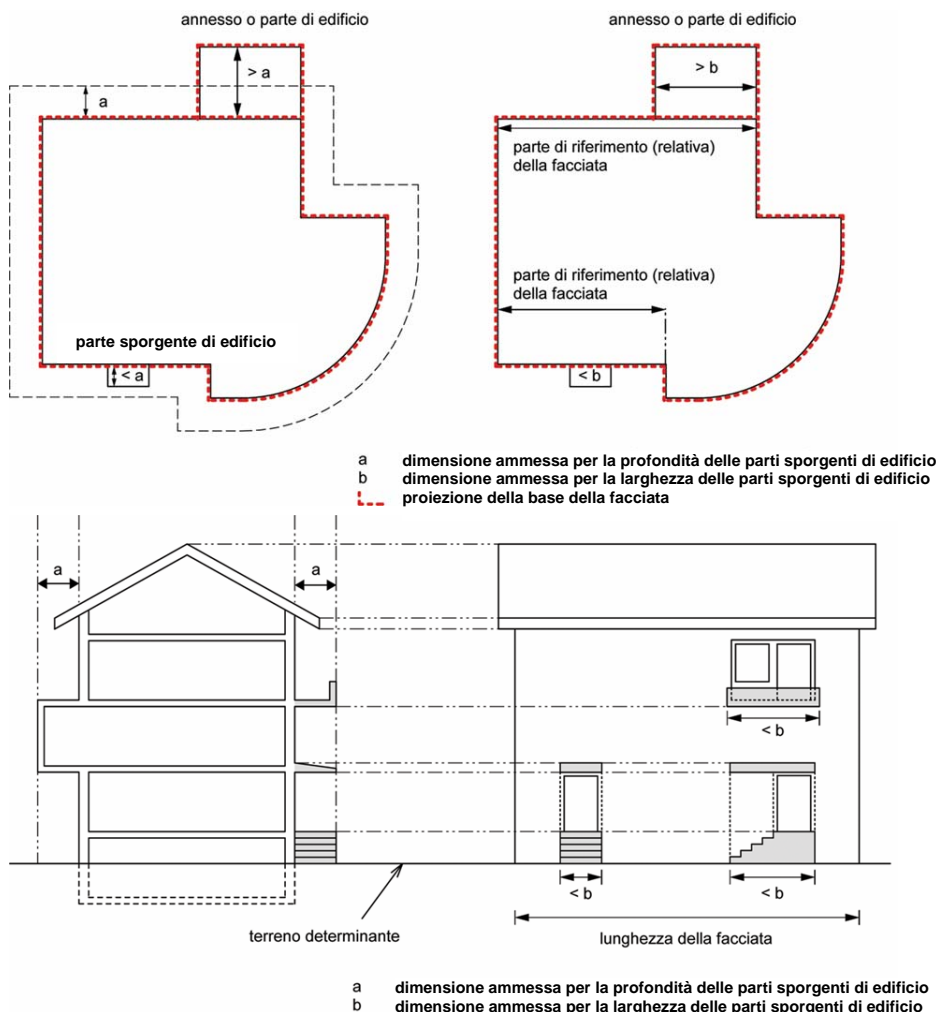 annesso o parte di edificio
annesso o parte di edificio
> a
a
parte sporgente di edificio
< a
> b
parte di riferimento (relativa)
della facciata
parte di riferimento (relativa)
della facciata
< b
a dimensione ammessa per la profondità delle parti sporgenti di edificio
b dimensione ammessa per la larghezza delle parti sporgenti di edificio
proiezione della base della facciata
a
a
< b
< b
< b
terreno determinante
lunghezza della facciata
a dimensione ammessa per la profondità delle parti sporgenti di edificio
b dimensione ammessa per la larghezza delle parti sporgenti di edificio